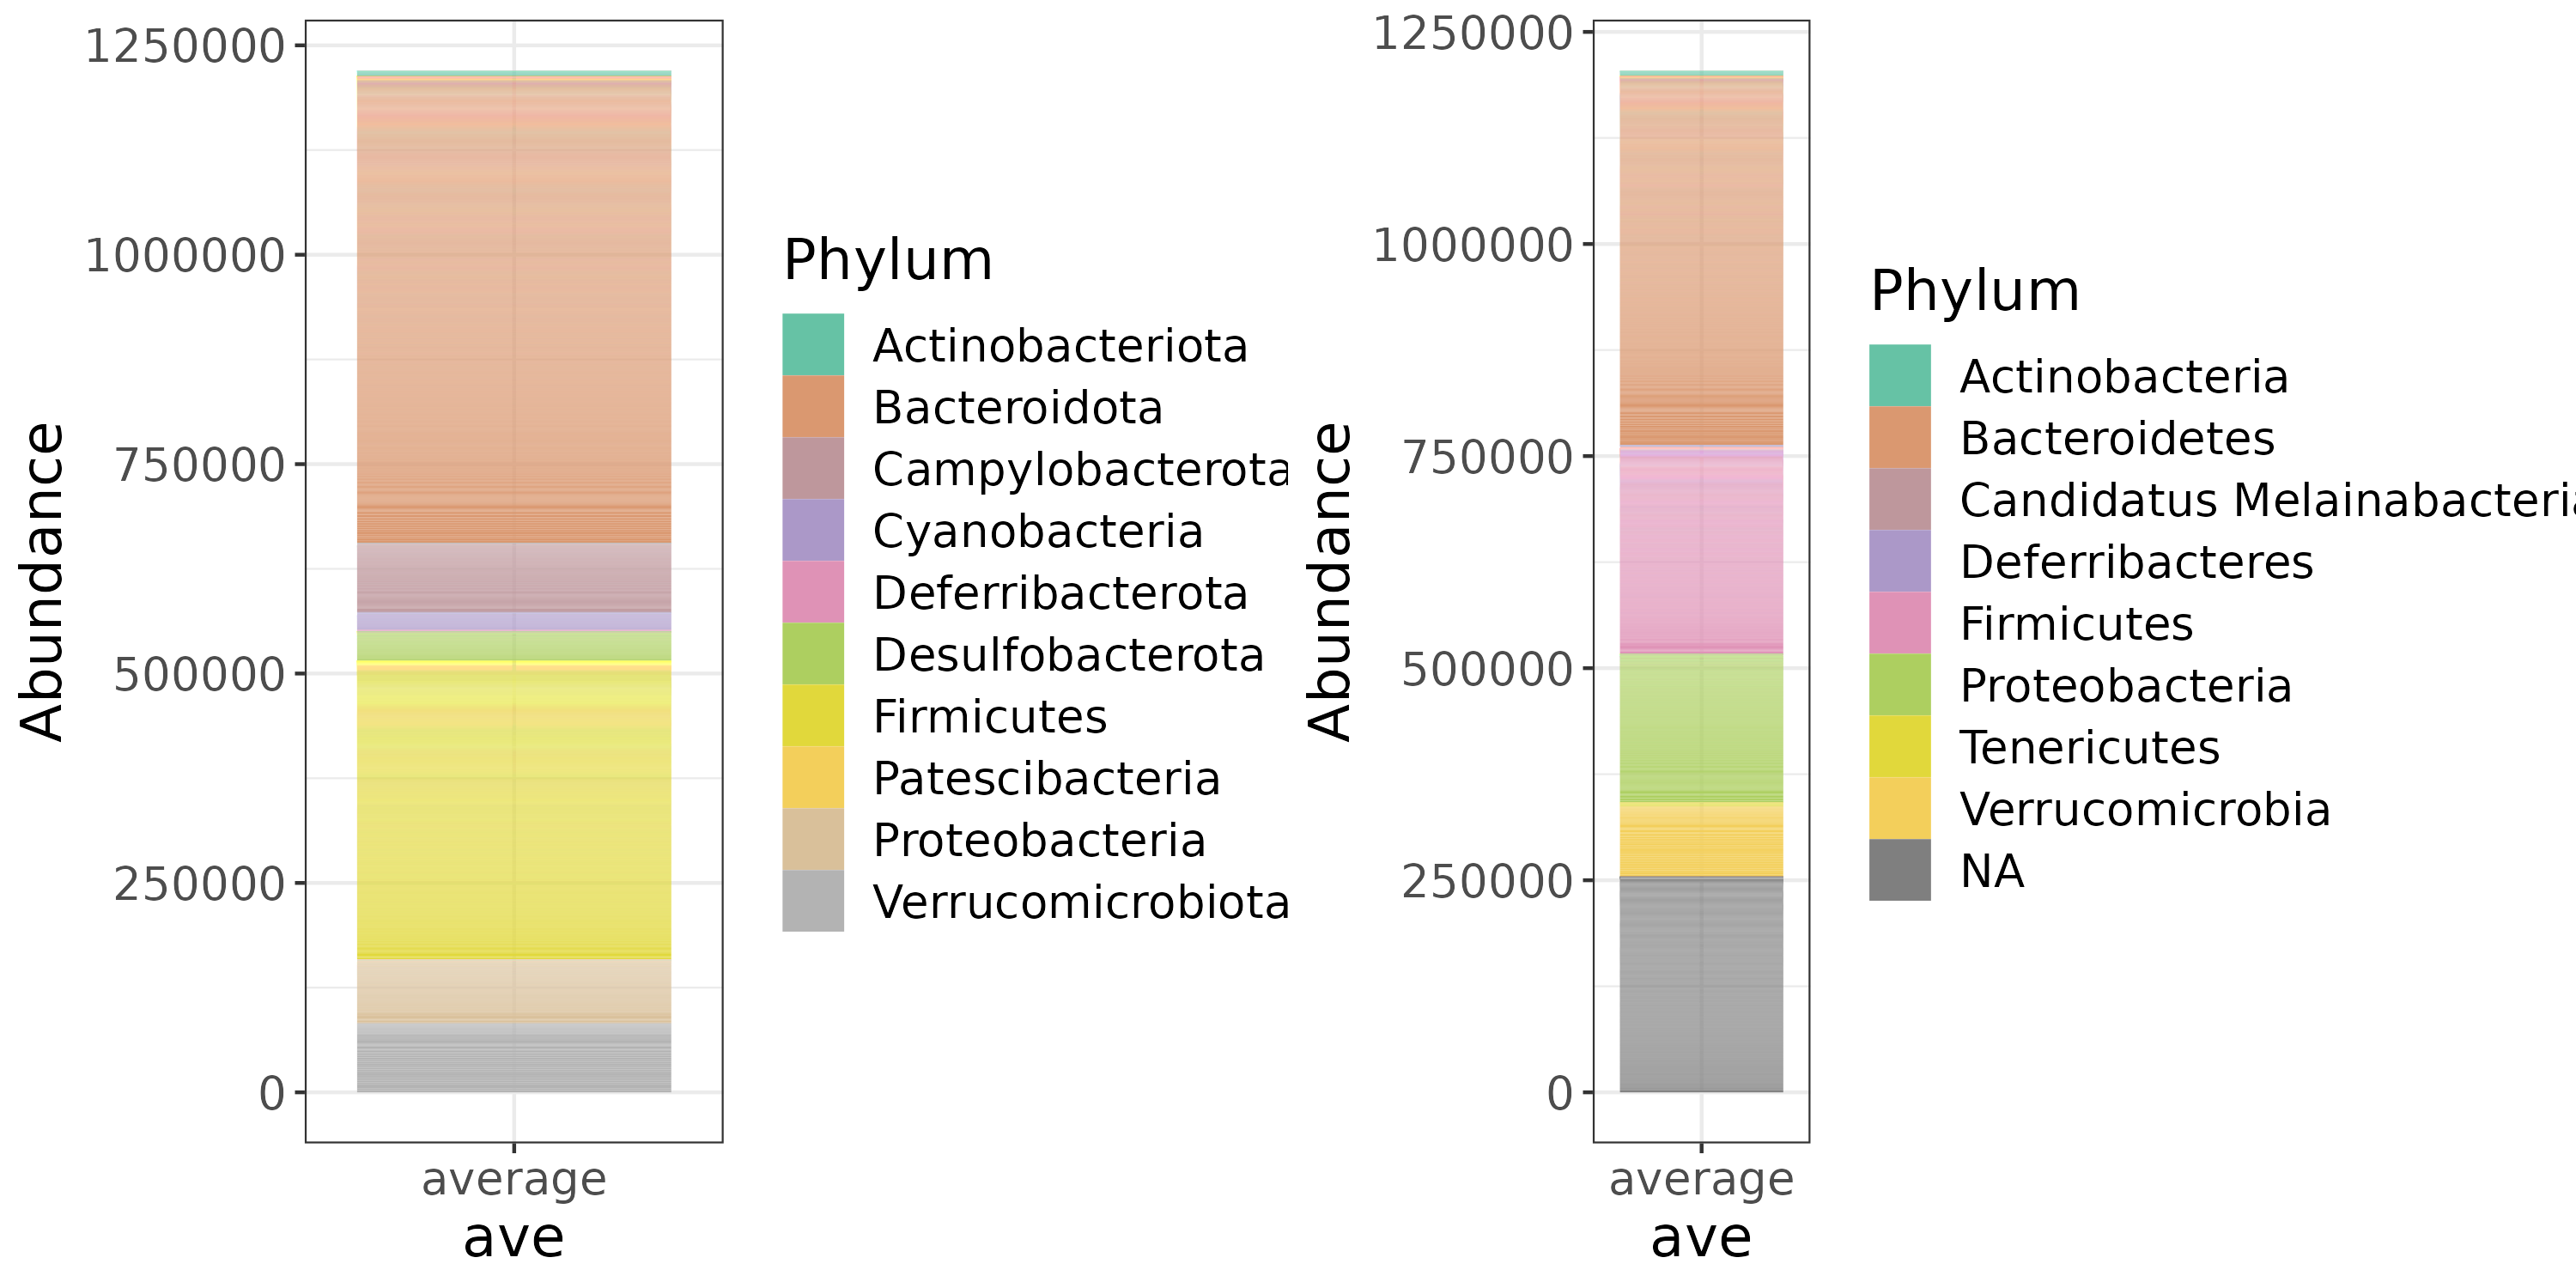 Abundance
1250000
1000000
750000
500000
250000
0
average
ave
Phylum
Actinobacteriota
Bacteroidota
Campylobacterota
Cyanobacteria
Deferribacterota
Desulfobacterota
Firmicutes
Patescibacteria
Proteobacteria
Verrucomicrobiota
Abundance
1250000
1000000
750000
500000
250000
0
average
ave
Phylum
Actinobacteria
Bacteroidetes
Candidatus Melainabacteria
Deferribacteres
Firmicutes
Proteobacteria
Tenericutes
Verrucomicrobia
NA